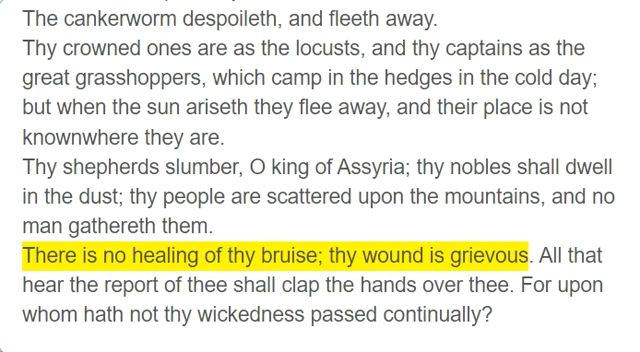 The cankerworm despoileth, and fleeth away.
Thy crowned ones are as the locusts, and thy captains as the
great grasshoppers, which camp in the hedges in the cold day;
but when the sun ariseth they flee away, and their place is not
knownwhere they are.
Thy shepherds slumber, O king of Assyria; thy nobles shall dwell
in the dust; thy people are scattered upon the mountains, and no
man gathereth them.
There is no healing of thy bruise; thy wound is grievous. All that
hear the report of thee shall clap the hands over thee. For upon
whom hath not thy wickedness passed continually?